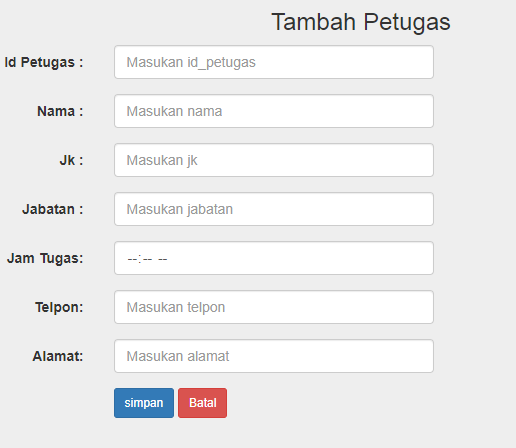 Tambah Petugas
Id Petugas : Masukan id_petugas
Nama : Masukan nama
Jk : Masukan jk
Jabatan : Masukan jabatan
Jam Tugas: --:-- --
Telpon: Masukan telpon
Alamat: Masukan alamat
simpan Batal